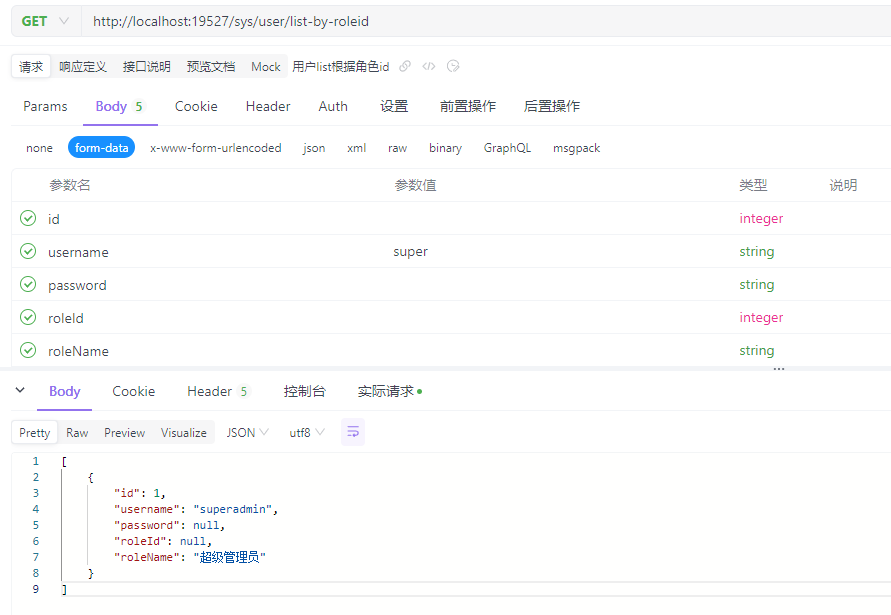 GET http://localhost:19527/sys/user/list-by-roleid
请求 响应定义 接口说明 预览文档 Mock 用户list根据角色id
Params Body 5 Cookie Header Auth 设置 前置操作 后置操作
none form-data x-www-form-urlencoded json xml raw binary GraphQL msgpack
参数名 参数值 类型 说明
id integer
username super string
password string
roleId integer
roleName string
Body Cookie Header 5 控制台 实际请求
Pretty Raw Preview Visualize JSON utf8
1 [
2 {
3 "id": 1,
4 "username": "superadmin",
5 "password": null,
6 "roleId": null,
7 "roleName": "超级管理员"
8 }
9 ]